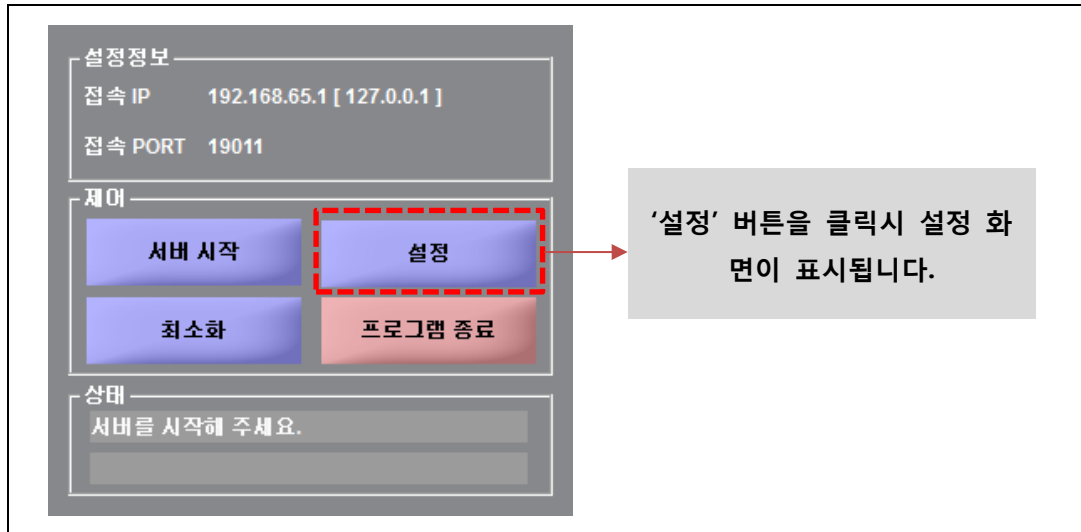 설정정보
접속 IP 192.168.65.1 [ 127.0.0.1 ]
접속 PORT 19011
제어
서버 시작 설정
최소화 프로그램 종료
‘설정’ 버튼을 클릭시 설정 화
면이 표시됩니다.
상태
서버를 시작해 주세요.